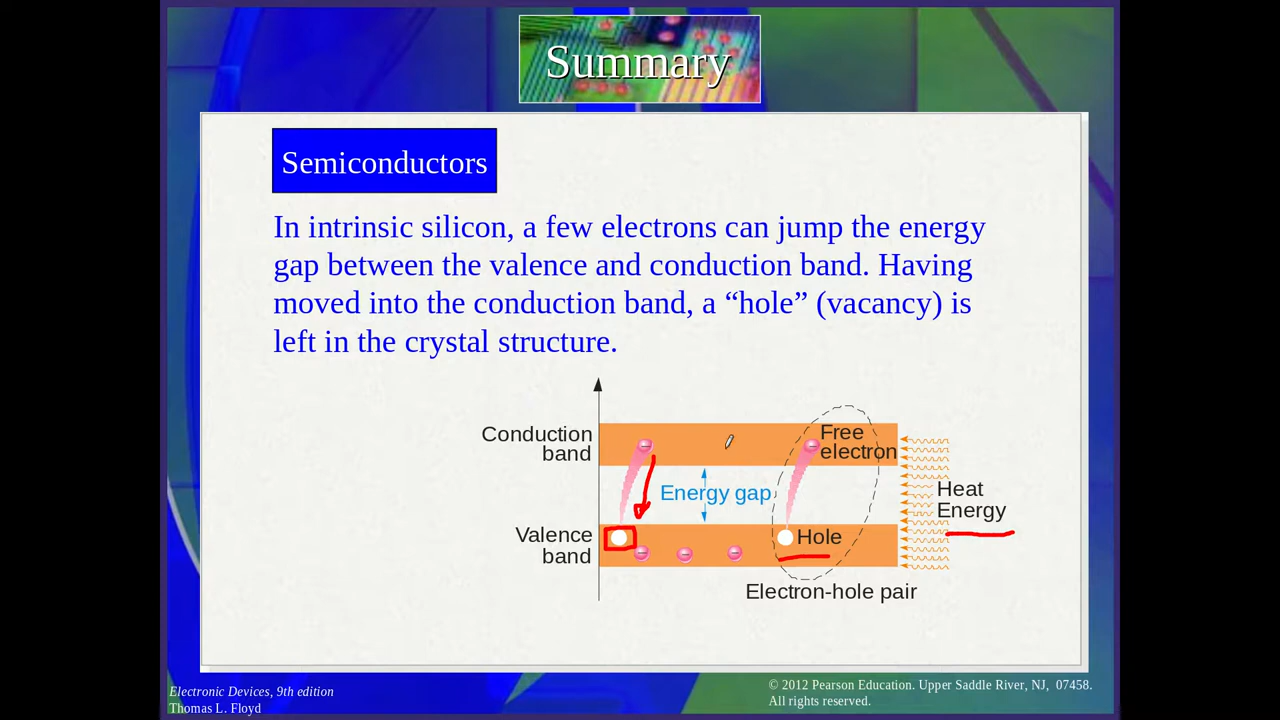 Summary
Semiconductors
In intrinsic silicon, a few electrons can jump the energy
gap between the valence and conduction band. Having
moved into the conduction band, a “hole” (vacancy) is
left in the crystal structure.
Conduction
band
Free
electron
Energy gap
Heat
Energy
Valence
band
Hole
Electron-hole pair
Electronic Devices, 9th edition
Thomas L. Floyd
© 2012 Pearson Education. Upper Saddle River, NJ, 07458.
All rights reserved.